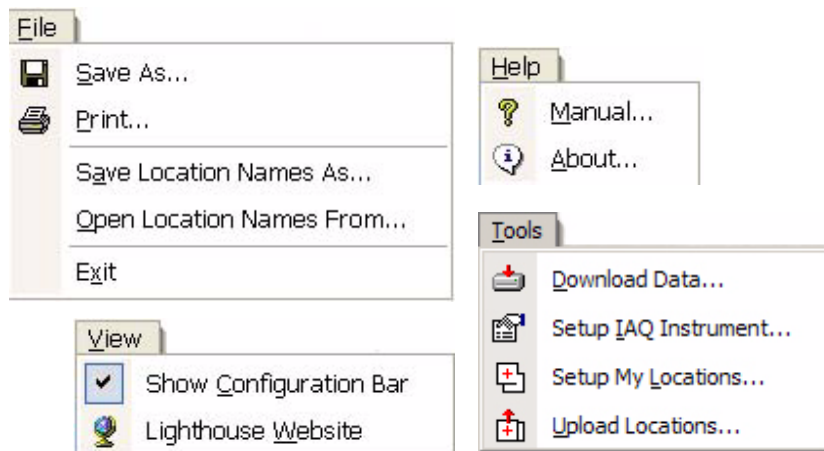 File
Save As...
Print...
Save Location Names As...
Open Location Names From...
Exit
Help
Manual...
About...
Tools
Download Data...
Setup IAQ Instrument...
Setup My Locations...
Upload Locations...
View
Show Configuration Bar
Lighthouse Website